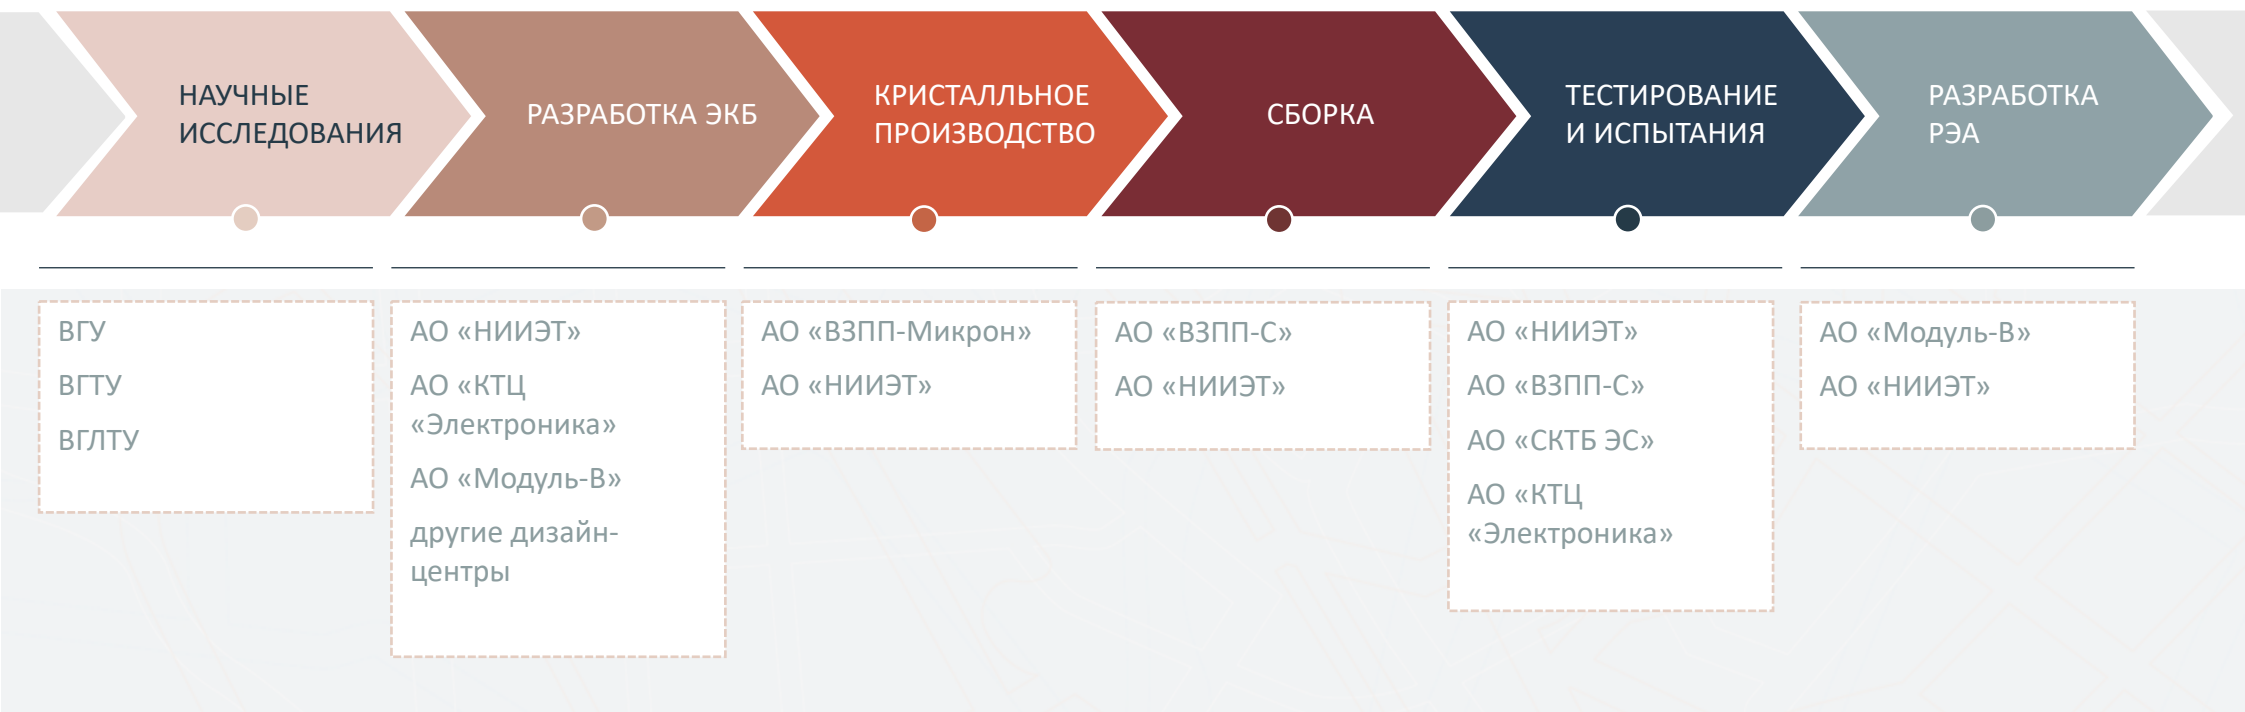 НАУЧНЫЕ
ИССЛЕДОВАНИЯ
РАЗРАБОТКА ЭКБ
КРИСТАЛЛЬНОЕ
ПРОИЗВОДСТВО
СБОРКА
ТЕСТИРОВАНИЕ
И ИСПЫТАНИЯ
РАЗРАБОТКА
РЭА
ВГУ
ВГТУ
ВГЛТУ
АО «НИИЭТ»
АО «КТЦ
«Электроника»
АО «Модуль-В»
другие дизайн-
центры
АО «ВЗПП-Микрон»
АО «НИИЭТ»
АО «ВЗПП-С»
АО «НИИЭТ»
АО «НИИЭТ»
АО «ВЗПП-С»
АО «СКТБ ЭС»
АО «КТЦ
«Электроника»
АО «Модуль-В»
АО «НИИЭТ»